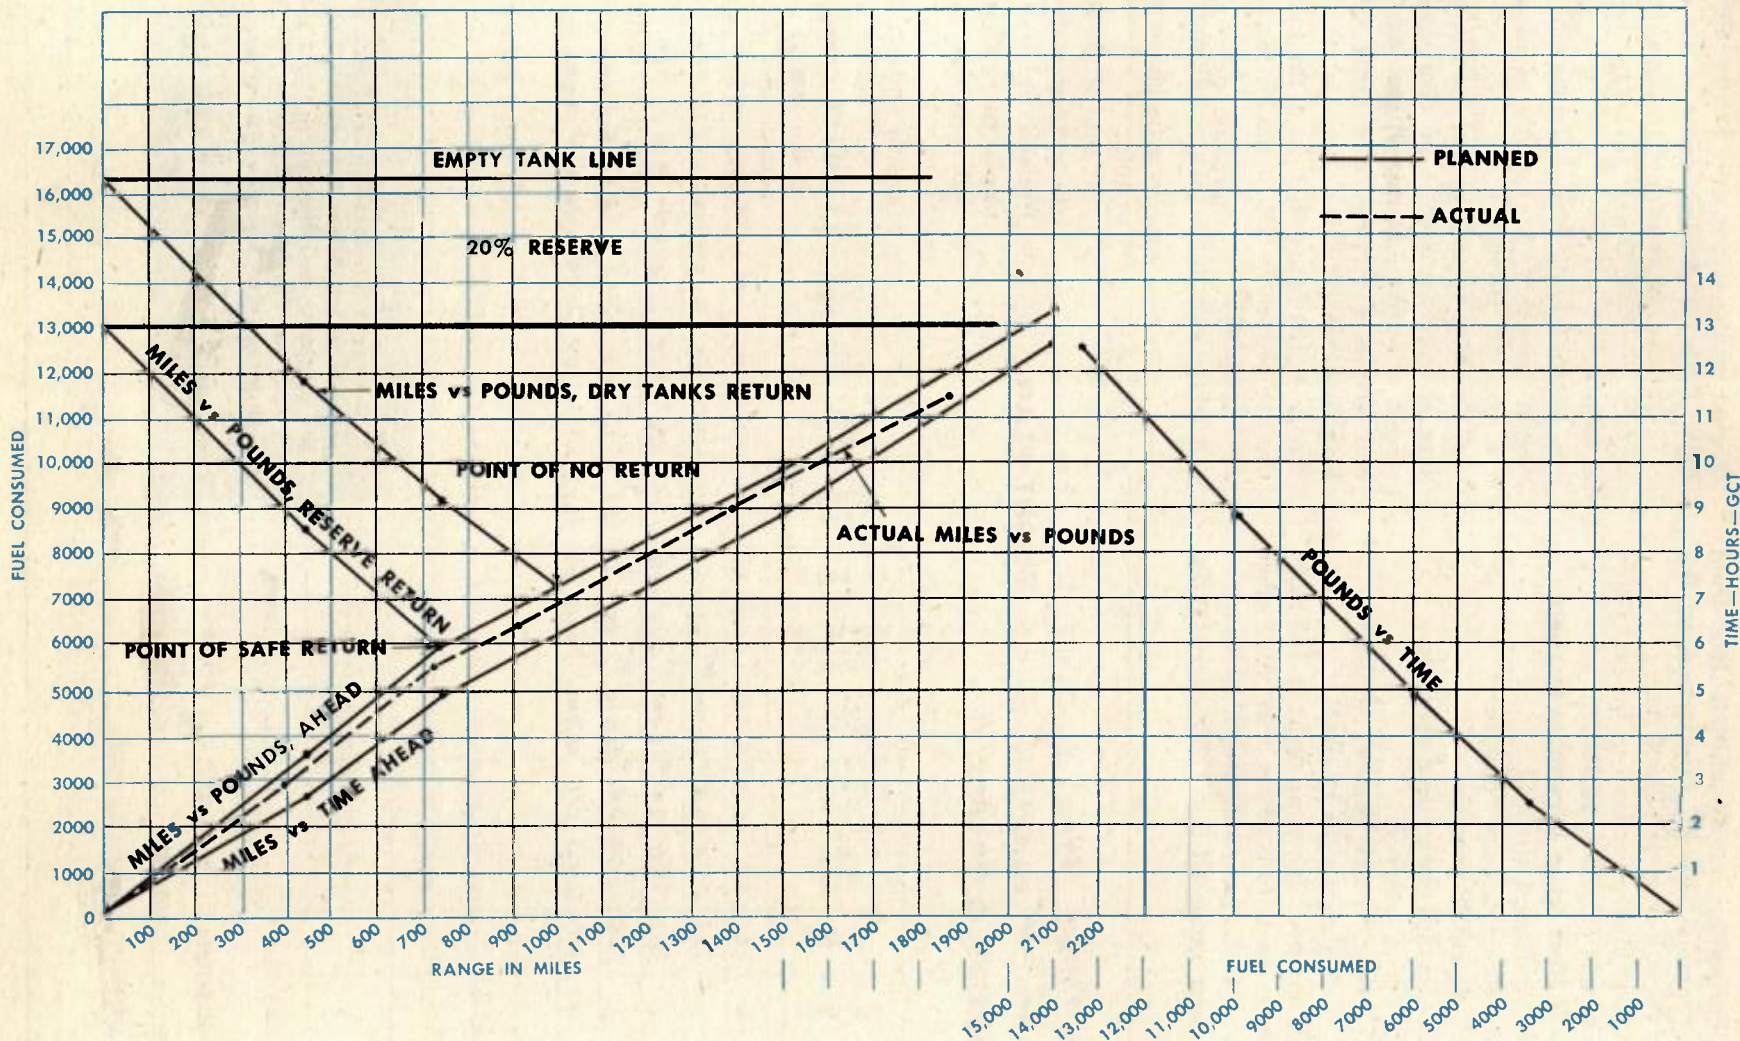 EMPTY TANK LINE
20% RESERVE
PLANNED
ACTUAL
MILES vs POUNDS, DRY TANKS RETURN
MILES vs POUNDS, RESERVE RETURN
POINT OF NO RETURN
ACTUAL MILES vs POUNDS
POINT OF SAFE RETURN
MILES vs POUNDS, AHEAD
MILES vs TIME AHEAD
POUNDS vs TIME
FUEL CONSUMED
17,000
16,000
15,000
14,000
13,000
12,000
11,000
10,000
9000
8000
7000
6000
5000
4000
3000
2000
1000
0
100 200 300 400 500 600 700 800 900 1000 1100 1200 1300 1400 1500 1600 1700 1800 1900 2000 2100 2200
RANGE IN MILES
14
13
12
11
10
9
8
7
6
5
4
3
2
1
TIME—HOURS—GCT
FUEL CONSUMED
15,000 14,000 13,000 12,000 11,000 10,000 9000 8000 7000 6000 5000 4000 3000 2000 1000